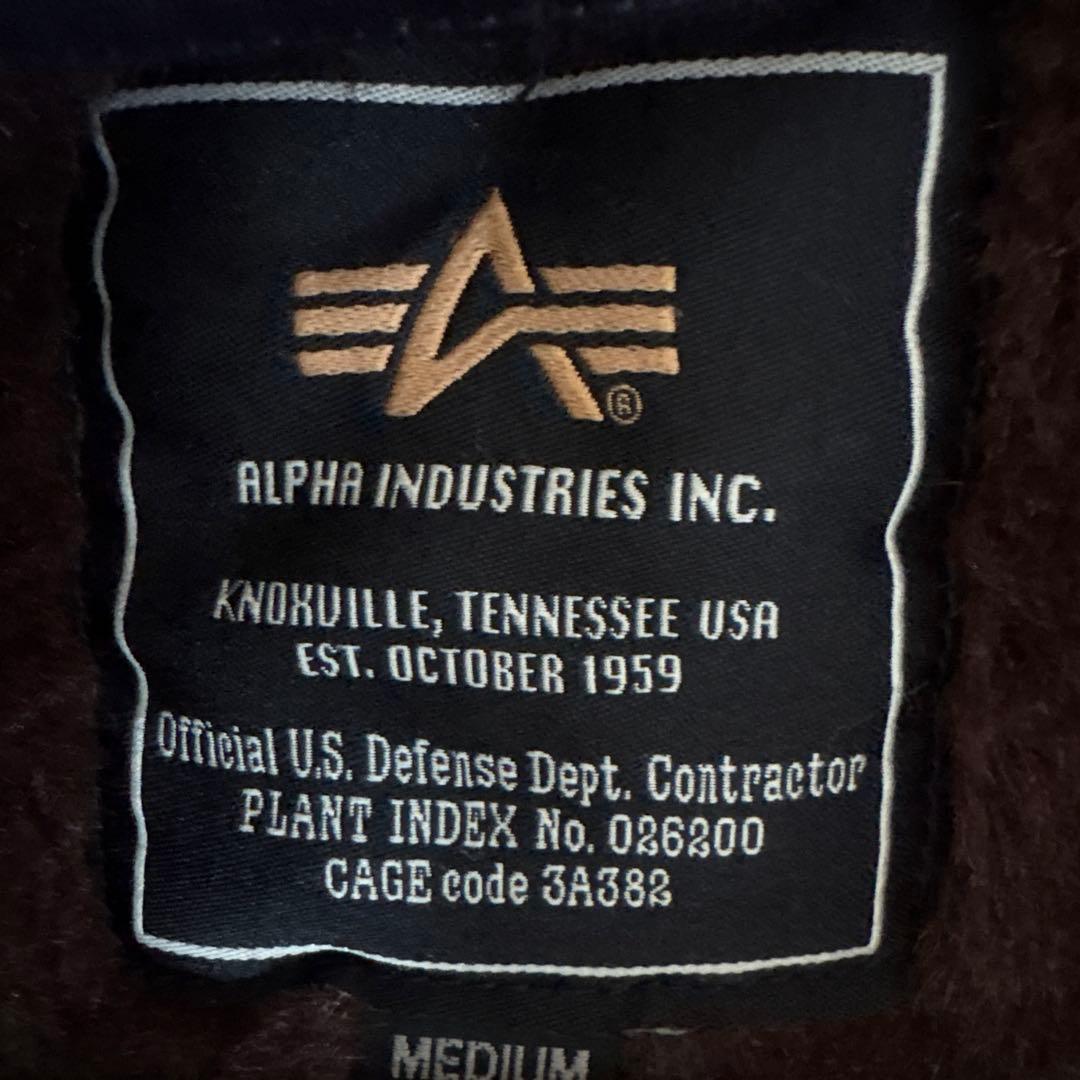 ®
ALPHA INDUSTRIES INC.
KNOXVILLE, TENNESSEE USA
EST. OCTOBER 1959
Official U.S. Defense Dept. Contractor
PLANT INDEX No. 026200
CAGE code 3A382
MEDIUM